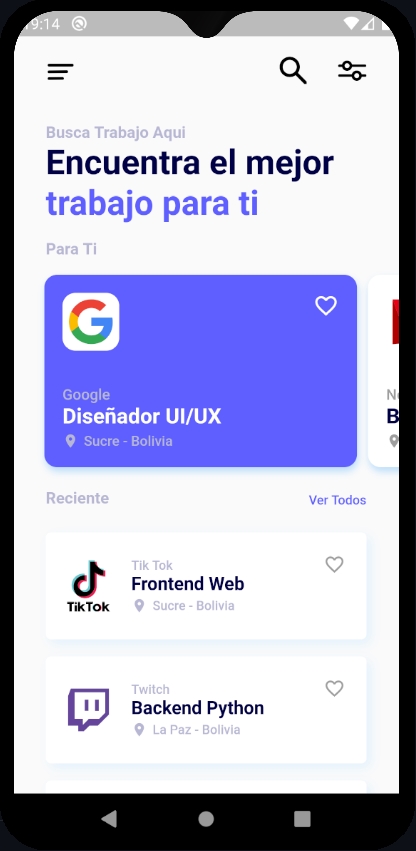 9:14
Busca Trabajo Aqui
Encuentra el mejor
trabajo para ti
Para Ti
Google
Diseñador UI/UX
Sucre - Bolivia
Reciente
Ver Todos
Tik Tok
Frontend Web
Sucre - Bolivia
TikTok
Twitch
Backend Python
La Paz - Bolivia